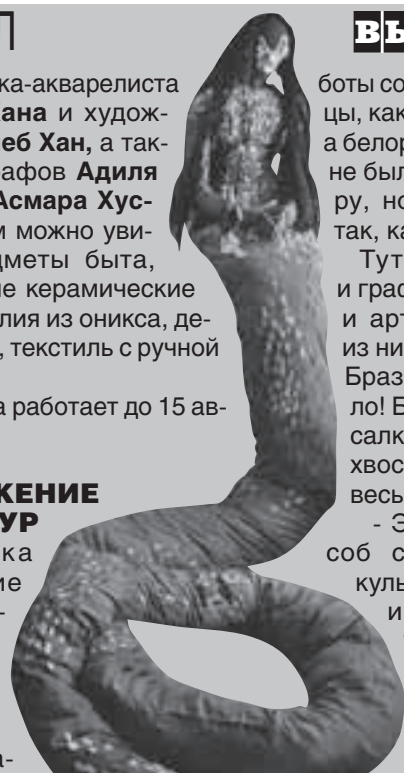 ка-акварелиста
ана и худож-
еб Хан, а так-
афов Адиля
Асмара Хус-
м можно уви-
дметы быта,
ие керамические
лия из оникса, де-
, текстиль с ручной
а работает до 15 ав-
ЖЕНИЕ
УР
ка
ие
-
а-
вы
боты со
цы, как
а белор
не был
ру, но
так, ка
Тут
и граф
и арт
из ни
Браз
ло! Б
салк
хвос
весь
- Э
соб с
куль
и